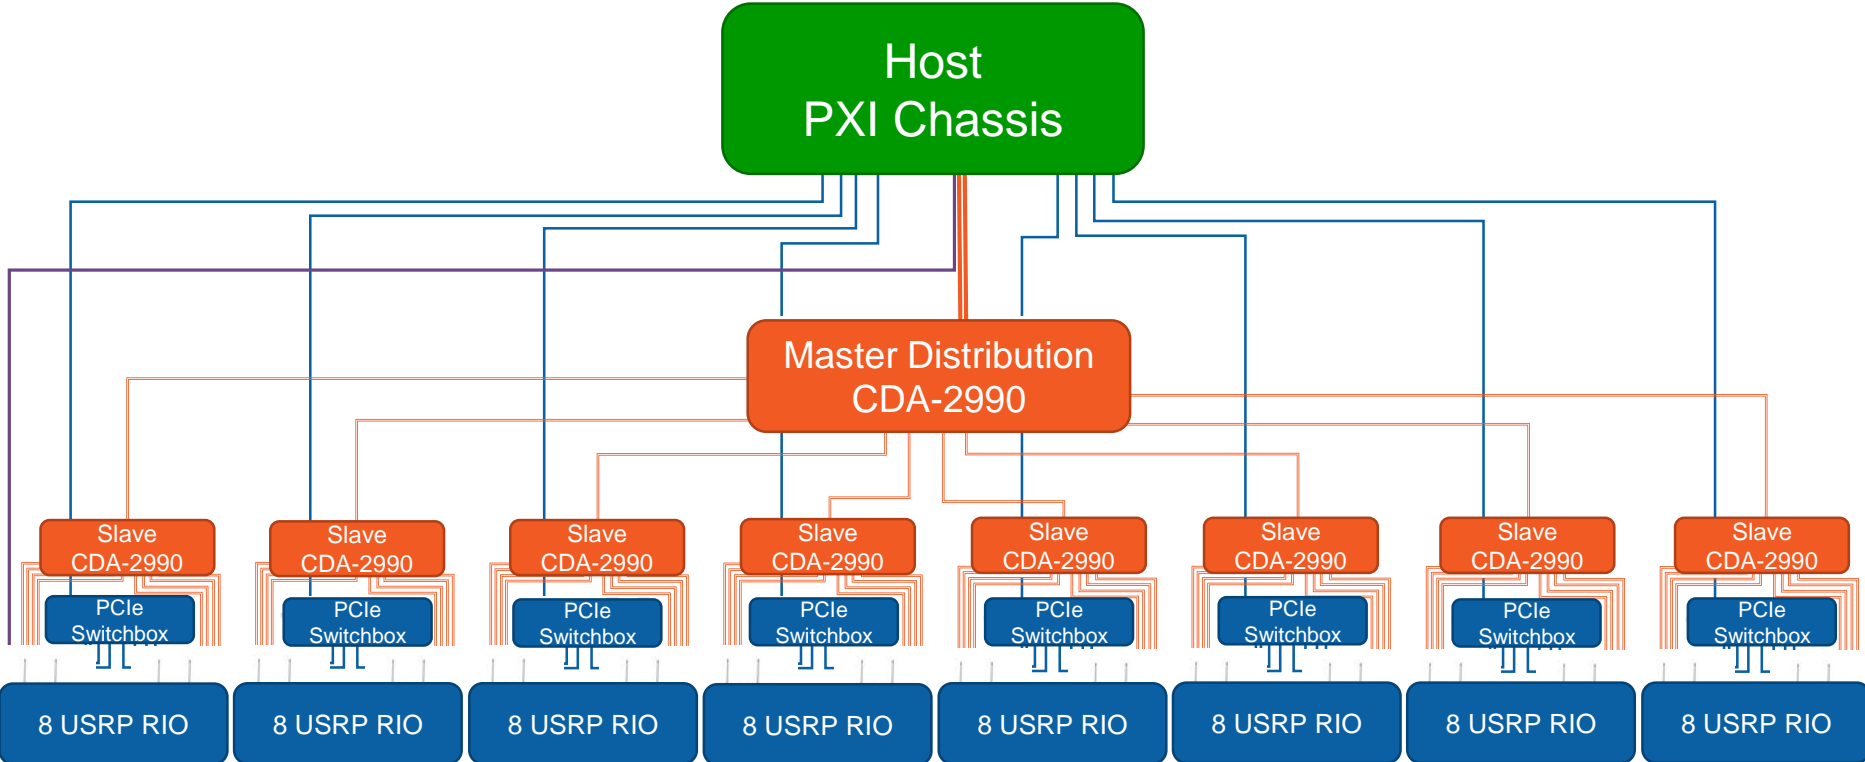 Host
PXI Chassis
Master Distribution
CDA-2990
Slave
CDA-2990
Slave
CDA-2990
Slave
CDA-2990
Slave
CDA-2990
Slave
CDA-2990
Slave
CDA-2990
Slave
CDA-2990
Slave
CDA-2990
PCIe
Switchbox
PCIe
Switchbox
PCIe
Switchbox
PCIe
Switchbox
PCIe
Switchbox
PCIe
Switchbox
PCIe
Switchbox
PCIe
Switchbox
8 USRP RIO
8 USRP RIO
8 USRP RIO
8 USRP RIO
8 USRP RIO
8 USRP RIO
8 USRP RIO
8 USRP RIO